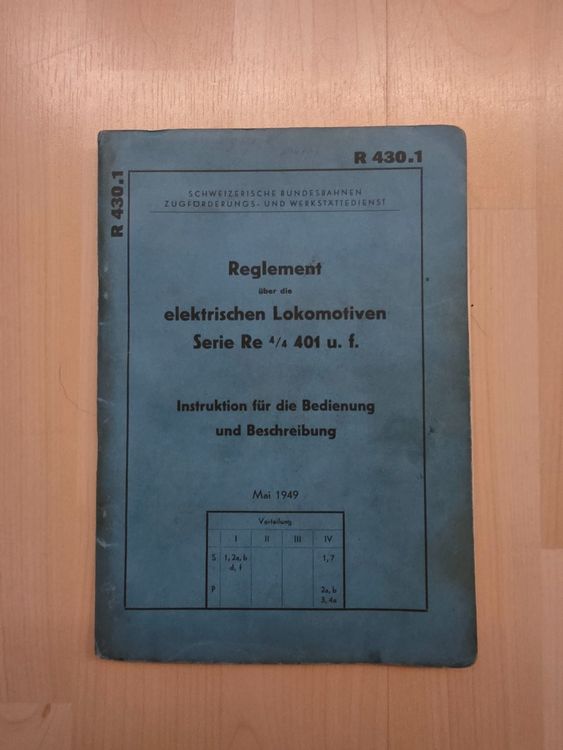 R 430.1
R 430.1
SCHWEIZERISCHE BUNDESBAHNEN
ZUGFÖRDERUNGS- UND WERKSTÄTTEDIENST
Reglement
über die
elektrischen Lokomotiven
Serie Re 4/4 401 u. f.
Instruktion für die Bedienung
und Beschreibung
Mai 1949
Verteilung
I II III IV
S 1, 2a, b 1, 7
d, f
P 2a, b
3, 4a